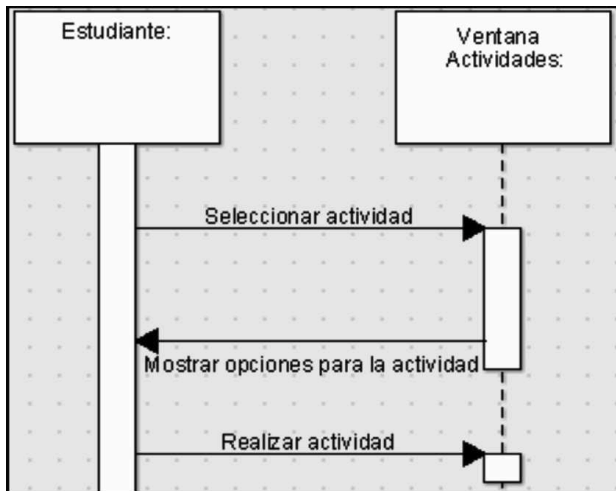 Estudiante:
Ventana
Actividades:
Seleccionar actividad
Mostrar opciones para la actividad
Realizar actividad